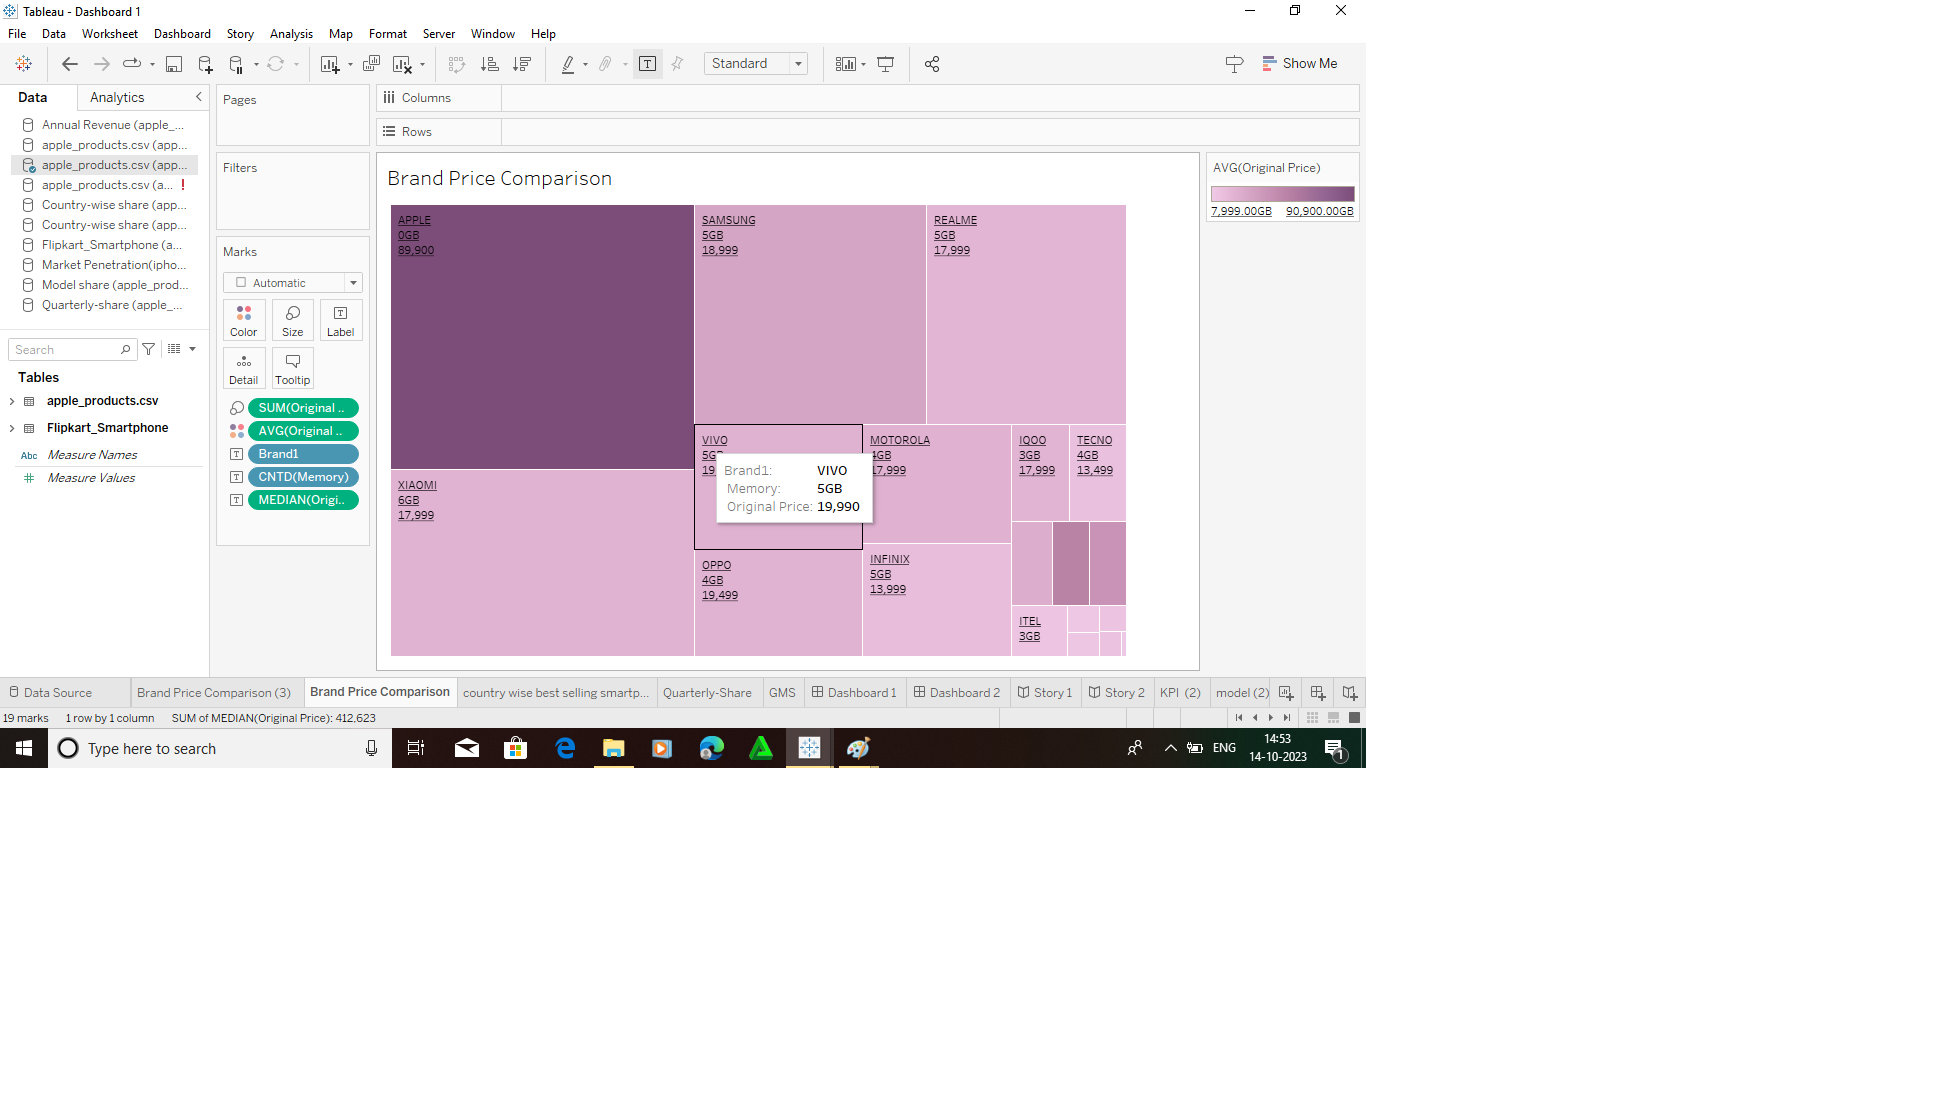 Tableau - Dashboard 1
File Data Worksheet Dashboard Story Analysis Map Format Server Window Help
Standard
Show Me
Data Analytics
Annual Revenue (apple_...
apple_products.csv (app...
apple_products.csv (app...
apple_products.csv (a... !
Country-wise share (app...
Country-wise share (app...
Flipkart_Smartphone (a...
Market Penetration(ipho...
Model share (apple_prod...
Quarterly-share (apple_...
Search
Tables
apple_products.csv
Flipkart_Smartphone
Abc Measure Names
# Measure Values
Pages
Filters
Marks
Automatic
Color Size Label
Detail Tooltip
SUM(Original ..
AVG(Original ..
T Brand1
T CNTD(Memory)
T MEDIAN(Origi..
Columns
Rows
Brand Price Comparison
APPLE
0GB
89,900
SAMSUNG
5GB
18,999
REALME
5GB
17,999
XIAOMI
6GB
17,999
VIVO
5G
19
Brand1: VIVO
Memory: 5GB
Original Price: 19,990
MOTOROLA
4GB
17,999
IQOO
3GB
17,999
TECNO
4GB
13,499
OPPO
4GB
19,499
INFINIX
5GB
13,999
ITEL
3GB
AVG(Original Price)
7,999.00GB 90,900.00GB
Data Source Brand Price Comparison (3) Brand Price Comparison country wise best selling smartp... Quarterly-Share GMS Dashboard 1 Dashboard 2 Story 1 Story 2 KPI (2) model (2)
19 marks 1 row by 1 column SUM of MEDIAN(Original Price): 412,623
Type here to search
ENG
14:53
14-10-2023
1